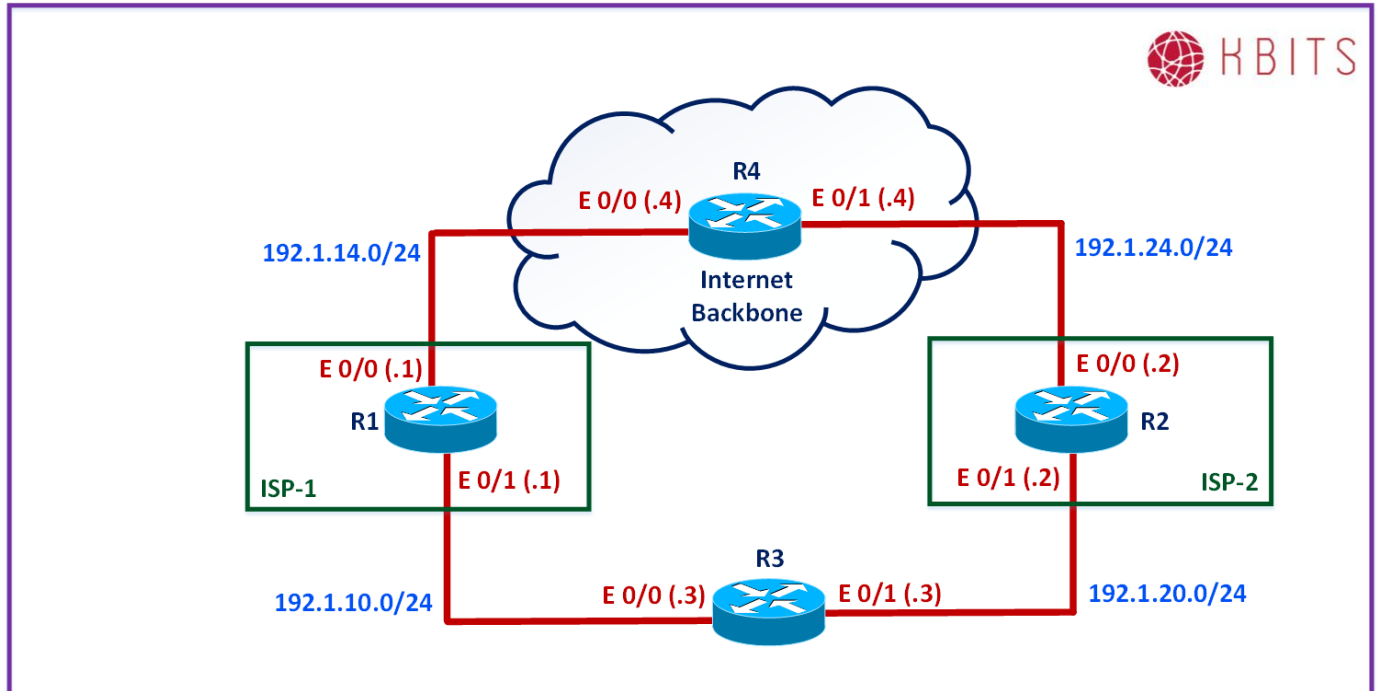 KBITS
R4
E 0/0 (.4)
E 0/1 (.4)
192.1.14.0/24
192.1.24.0/24
Internet
Backbone
E 0/0 (.1)
E 0/0 (.2)
R1
R2
E 0/1 (.1)
E 0/1 (.2)
ISP-1
ISP-2
R3
192.1.10.0/24
E 0/0 (.3)
E 0/1 (.3)
192.1.20.0/24